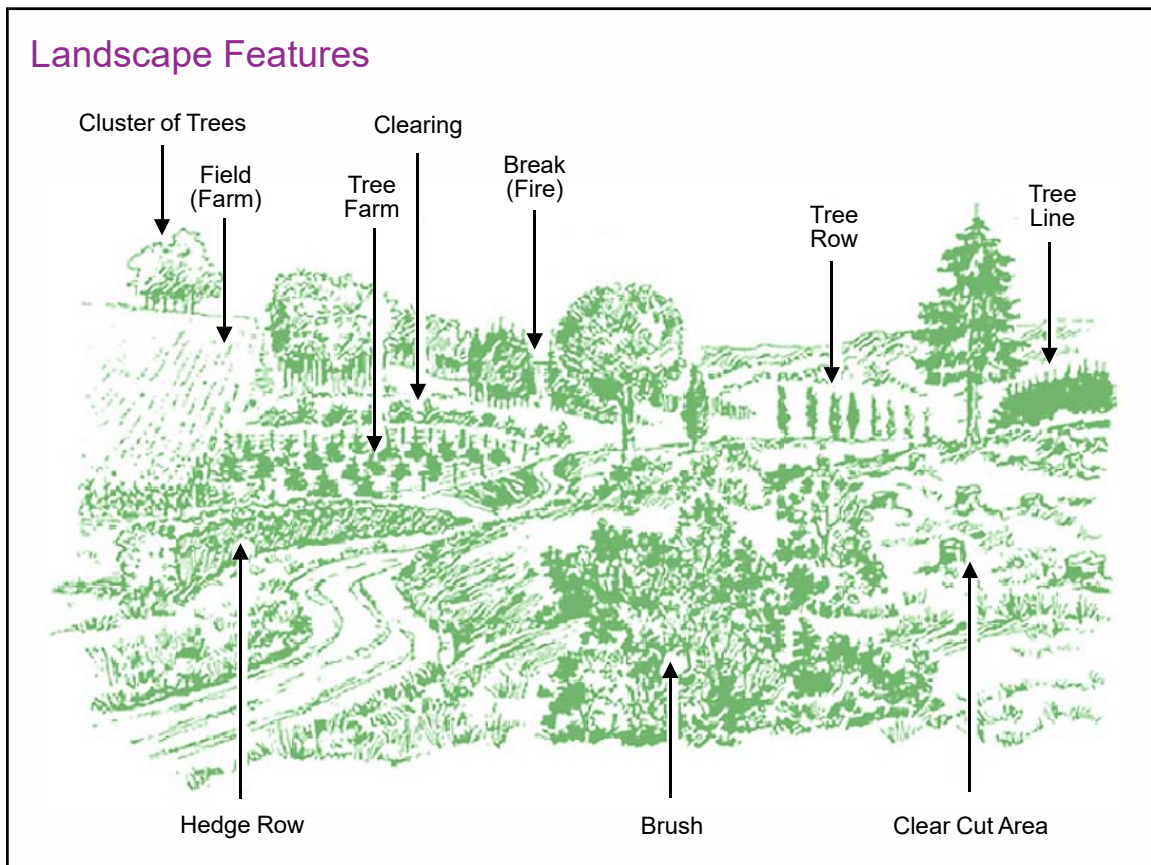 Landscape Features
Cluster of Trees
Clearing
Field
(Farm)
Tree
Farm
Break
(Fire)
Tree
Row
Tree
Line
Hedge Row
Brush
Clear Cut Area